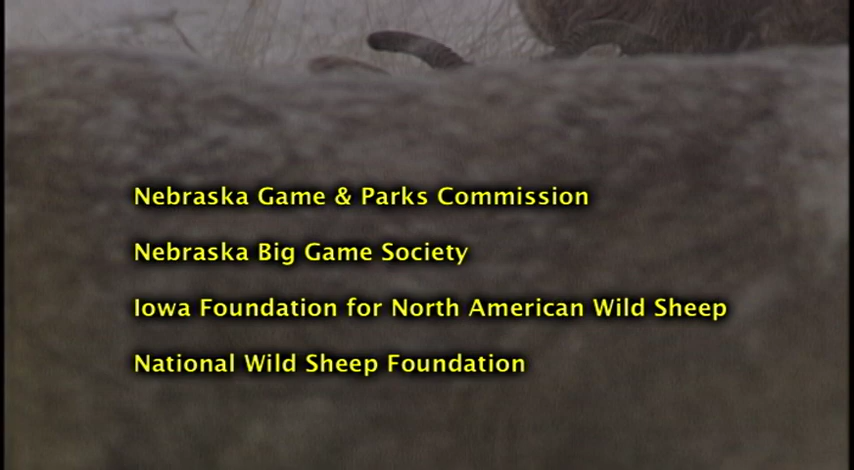 Nebraska Game & Parks Commission
Nebraska Big Game Society
Iowa Foundation for North American Wild Sheep
National Wild Sheep Foundation